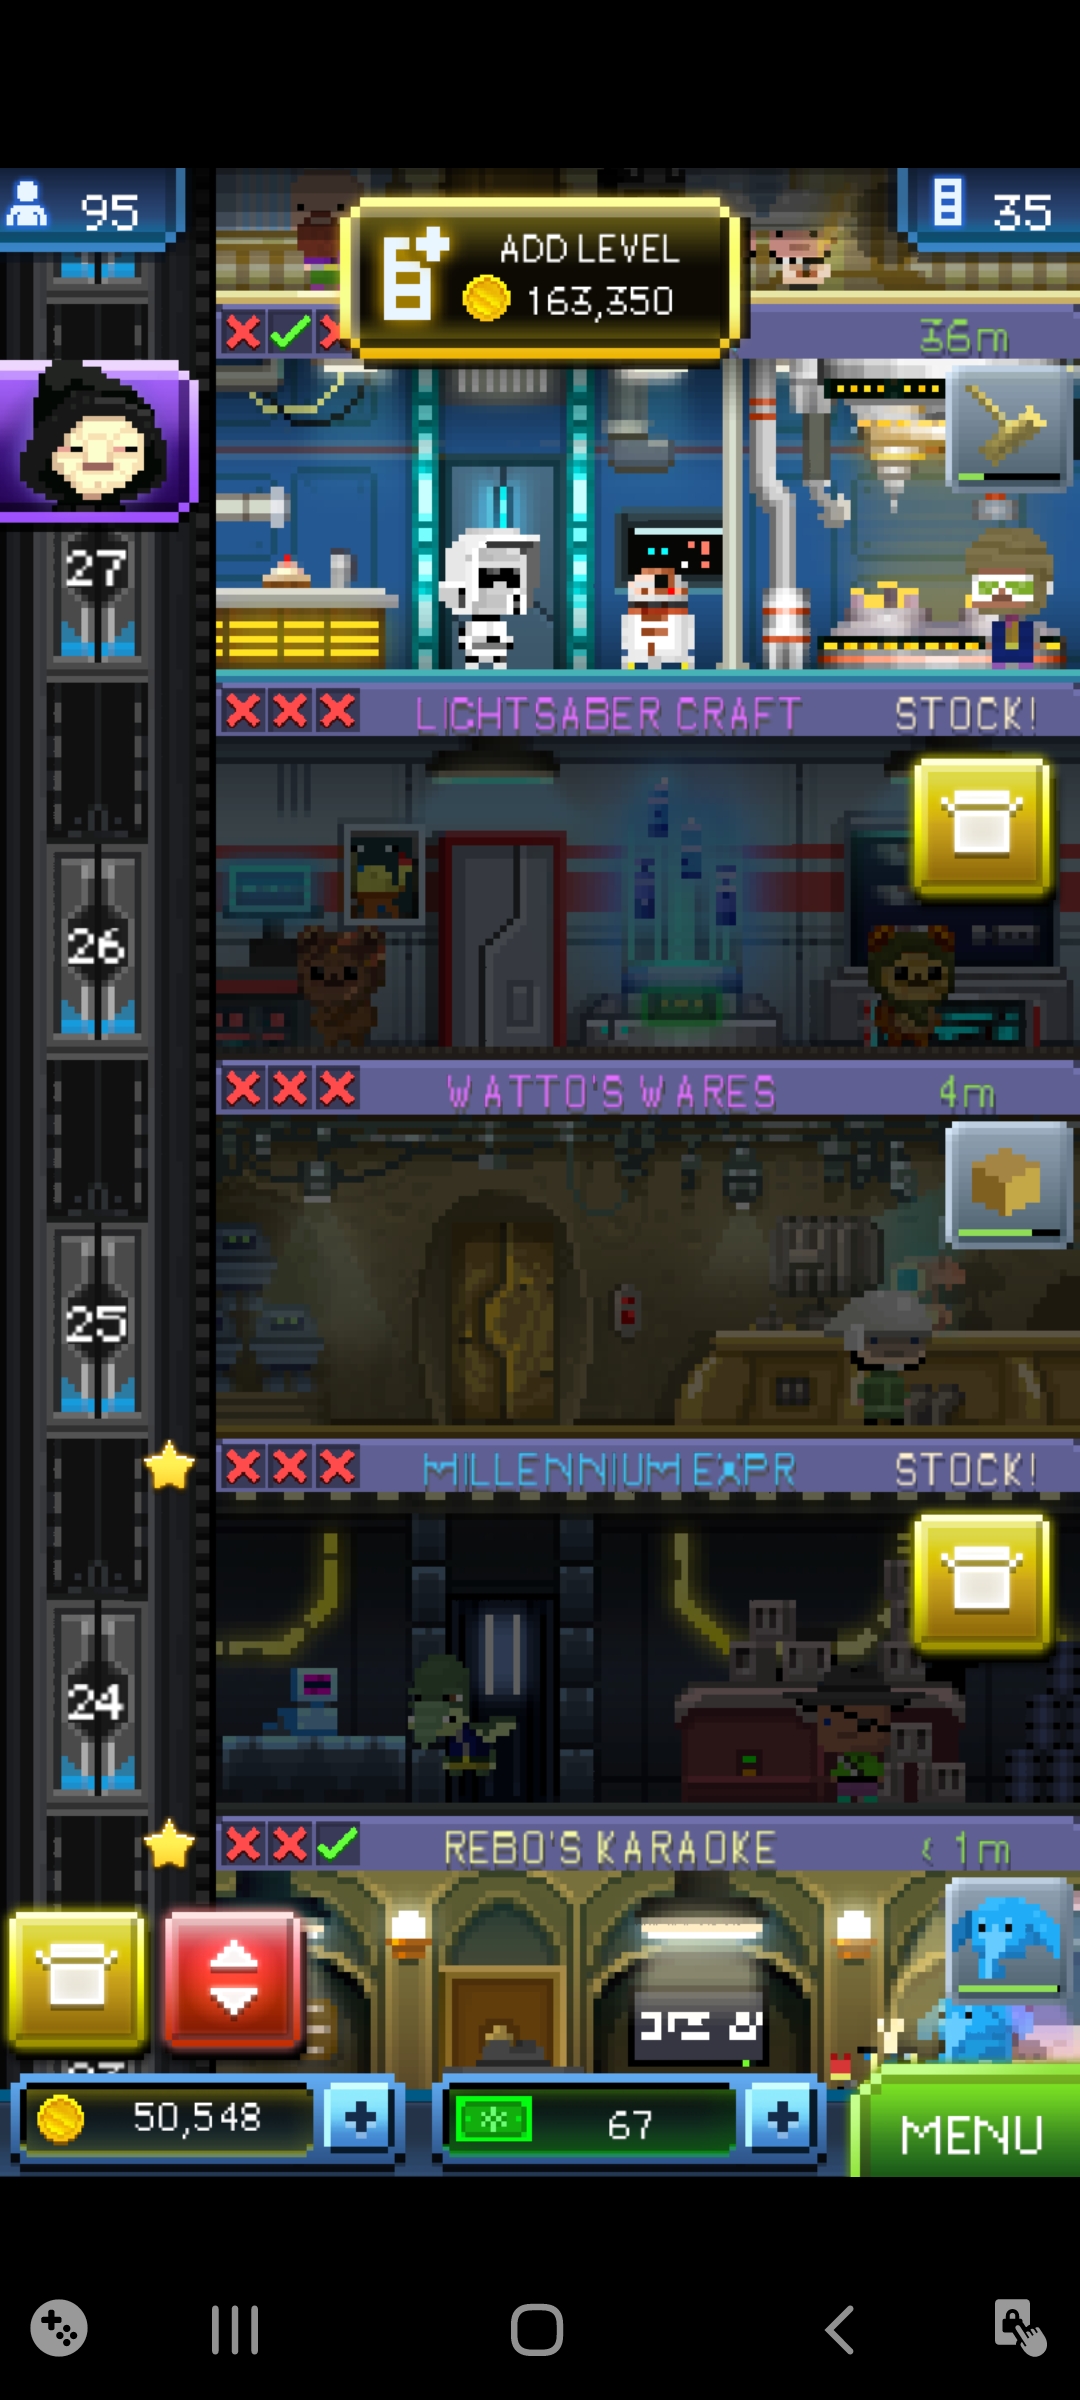 95
ADD LEVEL
163,350
35
36m
27
LIGHTSABER CRAFT STOCK!
26
WATTO'S WARES 4m
25
MILLENNIUM EXPR STOCK!
24
REBO'S KARAOKE < 1m
50,548
67
MENU